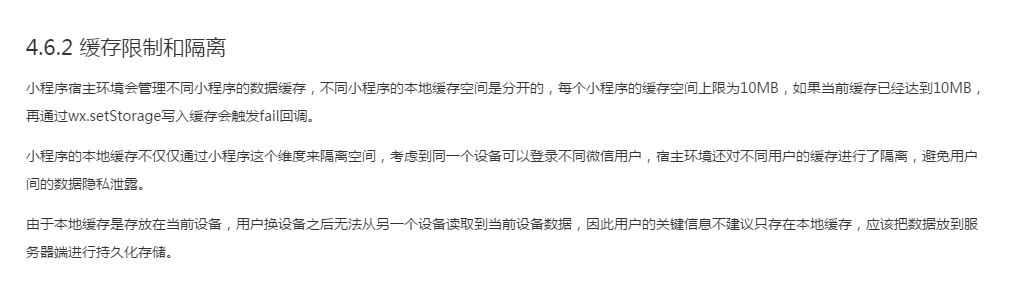 4.6.2 缓存限制和隔离
小程序宿主环境会管理不同小程序的数据缓存，不同小程序的本地缓存空间是分开的，每个小程序的缓存空间上限为10MB，如果当前缓存已经达到10MB，
再通过wx.setStorage写入缓存会触发fail回调。
小程序的本地缓存不仅仅通过小程序这个维度来隔离空间，考虑到同一个设备可以登录不同微信用户，宿主环境还对不同用户的缓存进行了隔离，避免用户
间的数据隐私泄露。
由于本地缓存是存放在当前设备，用户换设备之后无法从另一个设备读取到当前设备数据，因此用户的关键信息不建议只存在本地缓存，应该把数据放到服
务器端进行持久化存储。